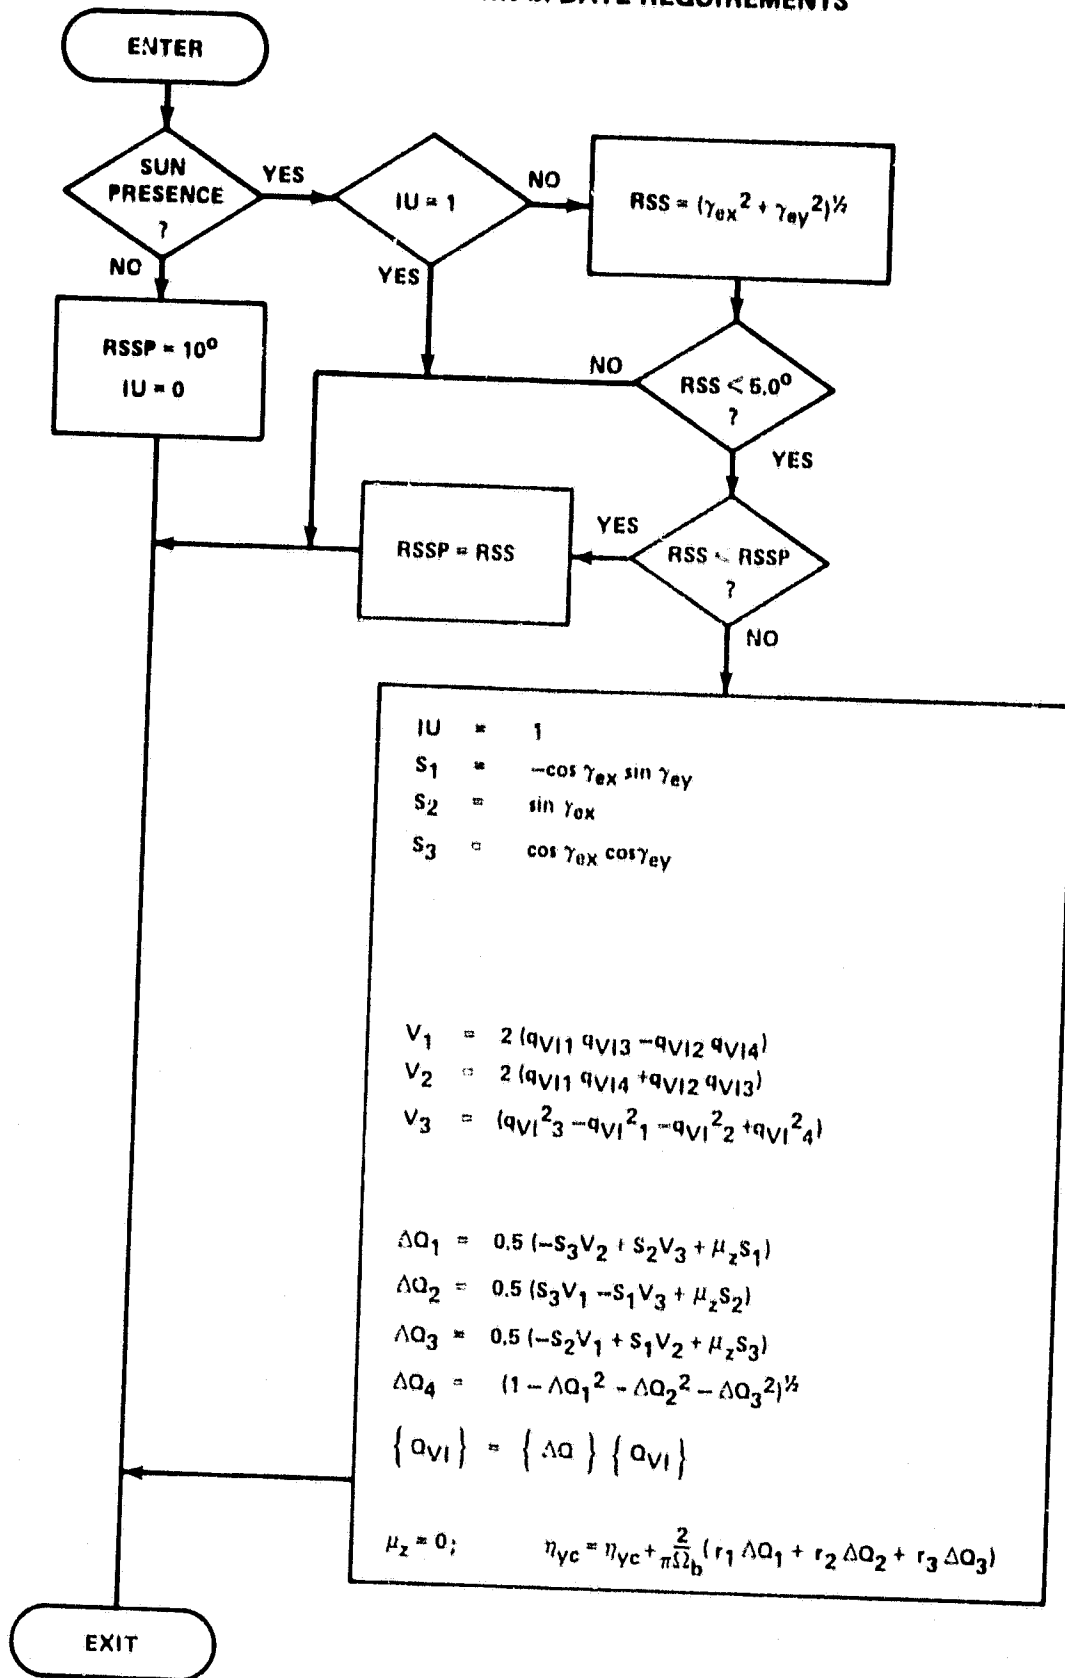 DATE REQUIREMENTS
ENTER
SUN
PRESENCE
?
YES
NO
IU = 1
NO
YES
RSS = (γex² + γey²)^½
RSSP = 10⁰
IU = 0
RSS < 5.0⁰
?
NO
YES
RSS < RSSP
?
YES
NO
RSSP = RSS
IU = 1
S₁ = −cos γex sin γey
S₂ = sin γex
S₃ = cos γex cosγey
V₁ = 2 (qVI1 qVI3 −qVI2 qVI4)
V₂ = 2 (qVI1 qVI4 +qVI2 qVI3)
V₃ = (qVI²3 −qVI²1 −qVI²2 +qVI²4)
ΔQ₁ = 0.5 (−S₃V₂ + S₂V₃ + μzS₁)
ΔQ₂ = 0.5 (S₃V₁ −S₁V₃ + μzS₂)
ΔQ₃ = 0.5 (−S₂V₁ + S₁V₂ + μzS₃)
ΔQ₄ = (1 − ΔQ₁² − ΔQ₂² − ΔQ₃²)^½
{QVI} = {ΔQ} {QVI}
μz = 0; ηyc = ηyc + 2/πΩb (r₁ ΔQ₁ + r₂ ΔQ₂ + r₃ ΔQ₃)
EXIT